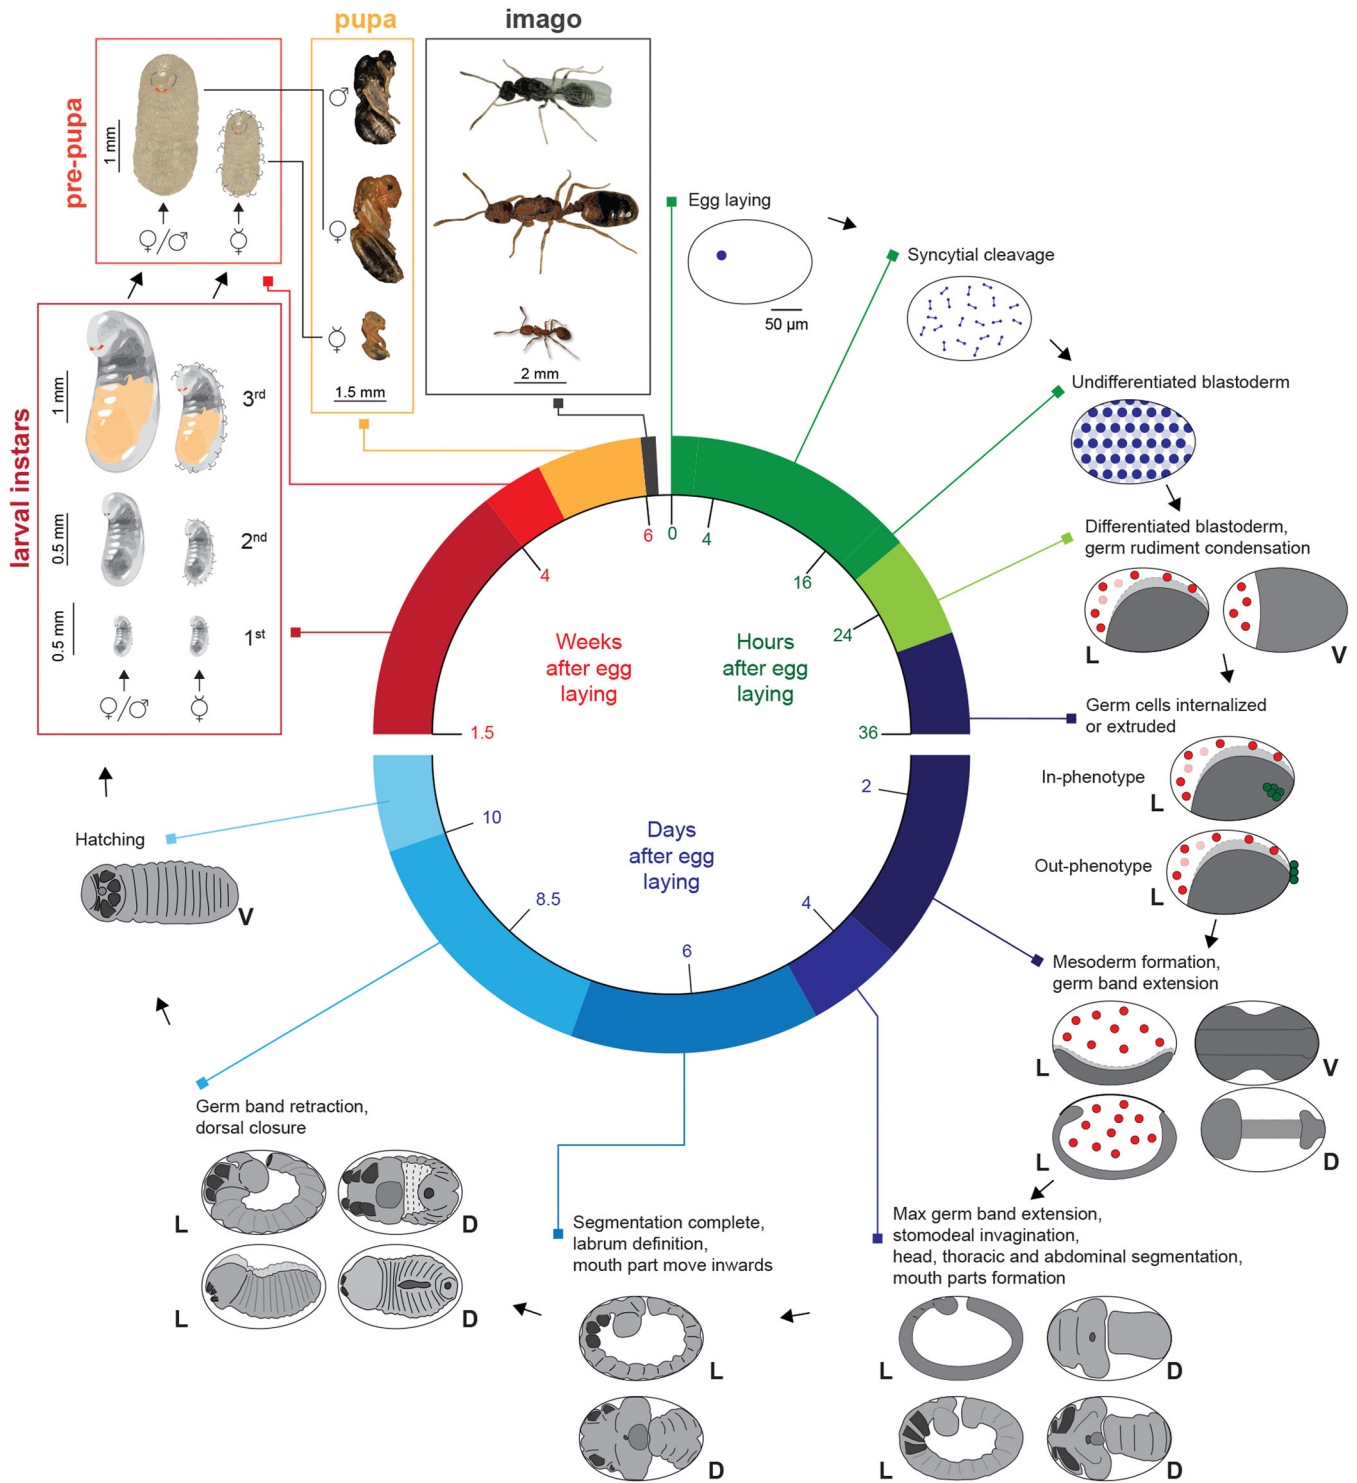 pupa
imago
pre-pupa
1 mm
♀/♂
☿
♂
♀
☿
1.5 mm
2 mm
larval instars
1 mm
3rd
0.5 mm
2nd
0.5 mm
1st
♀/♂
☿
Egg laying
50 µm
Syncytial cleavage
Undifferentiated blastoderm
Differentiated blastoderm,
germ rudiment condensation
L
V
Germ cells internalized
or extruded
In-phenotype
L
Out-phenotype
L
Mesoderm formation,
germ band extension
L
V
L
D
Max germ band extension,
stomodeal invagination,
head, thoracic and abdominal segmentation,
mouth parts formation
L
D
L
D
Segmentation complete,
labrum definition,
mouth part move inwards
L
D
Germ band retraction,
dorsal closure
L
D
L
D
Hatching
V
Hours
after egg
laying
0
4
16
24
36
Days
after egg
laying
2
4
6
8.5
10
Weeks
after egg
laying
1.5
4
6